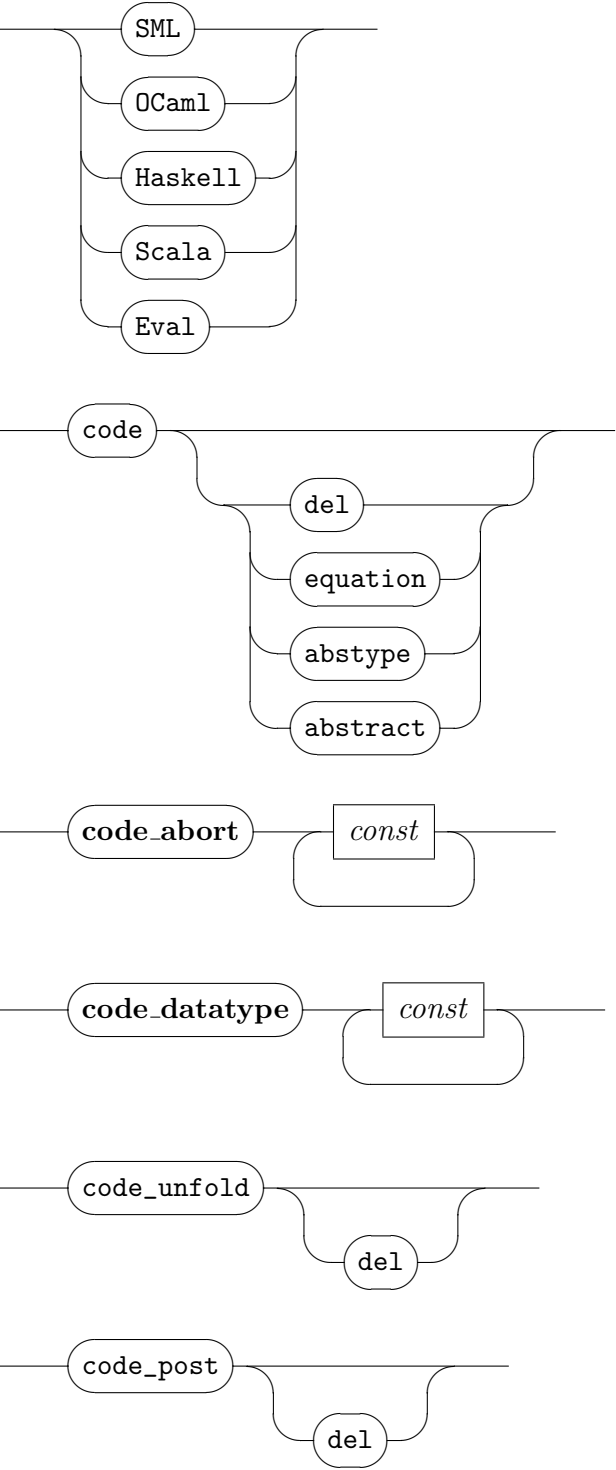 SML
OCaml
Haskell
Scala
Eval
code
del
equation
abstype
abstract
code_abort const
code_datatype const
code_unfold
del
code_post
del